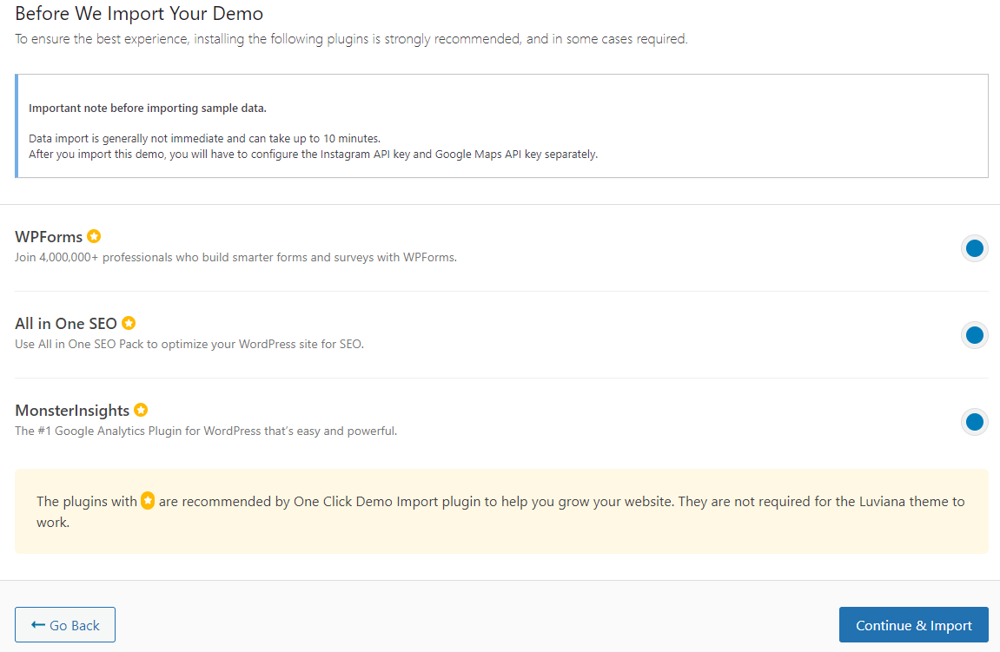 Before We Import Your Demo
To ensure the best experience, installing the following plugins is strongly recommended, and in some cases required.
Important note before importing sample data.
Data import is generally not immediate and can take up to 10 minutes.
After you import this demo, you will have to configure the Instagram API key and Google Maps API key separately.
WPForms
Join 4,000,000+ professionals who build smarter forms and surveys with WPForms.
All in One SEO
Use All in One SEO Pack to optimize your WordPress site for SEO.
MonsterInsights
The #1 Google Analytics Plugin for WordPress that’s easy and powerful.
The plugins with are recommended by One Click Demo Import plugin to help you grow your website. They are not required for the Luviana theme to
work.
Go Back
Continue & Import